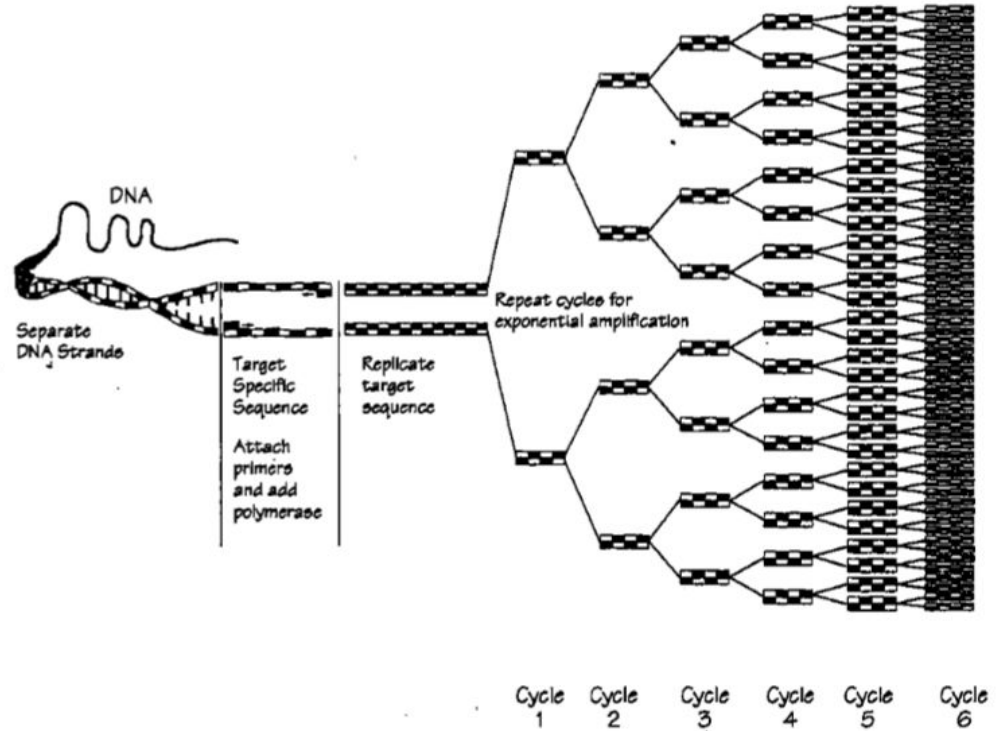 DNA
Separate
DNA Strands
Target
Specific
Sequence
Attach
primers
and add
polymerase
Replicate
target
sequence
Repeat cycles for
exponential amplification
Cycle
1
Cycle
2
Cycle
3
Cycle
4
Cycle
5
Cycle
6